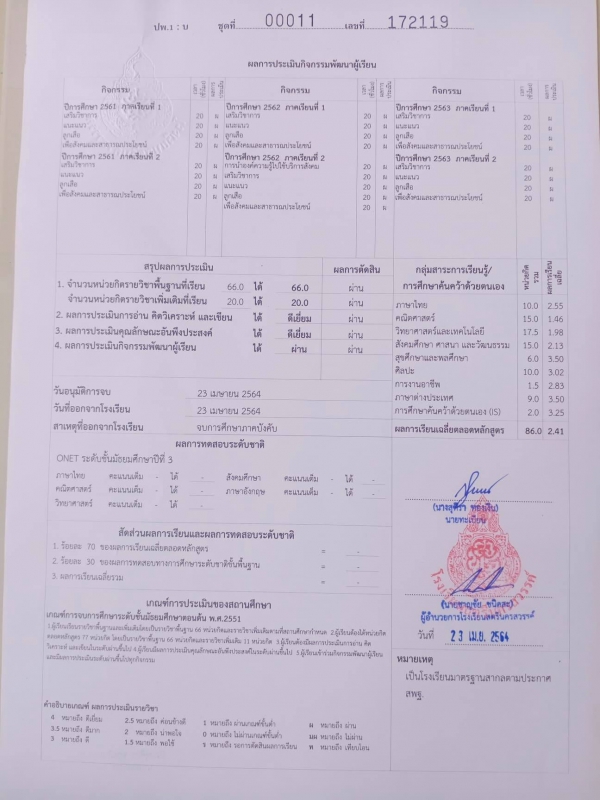 ปพ.1 : บ ชุดที่ 00011 เลขที่ 172119
ผลการประเมินกิจกรรมพัฒนาผู้เรียน
กิจกรรม เวลา (ชั่วโมง) ผลการประเมิน กิจกรรม เวลา (ชั่วโมง) ผลการประเมิน กิจกรรม เวลา (ชั่วโมง) ผลการประเมิน
ปีการศึกษา 2561 ภาคเรียนที่ 1 ปีการศึกษา 2562 ภาคเรียนที่ 1 ปีการศึกษา 2563 ภาคเรียนที่ 1
เสริมวิชาการ 20 ผ เสริมวิชาการ 20 ผ เสริมวิชาการ 20 ผ
แนะแนว 20 ผ แนะแนว 20 ผ แนะแนว 20 ผ
ลูกเสือ 20 ผ ลูกเสือ 20 ผ ลูกเสือ 20 ผ
เพื่อสังคมและสาธารณประโยชน์ 20 ผ เพื่อสังคมและสาธารณประโยชน์ 20 ผ เพื่อสังคมและสาธารณประโยชน์ 20 ผ
ปีการศึกษา 2561 ภาคเรียนที่ 2 ปีการศึกษา 2562 ภาคเรียนที่ 2 ปีการศึกษา 2563 ภาคเรียนที่ 2
เสริมวิชาการ 20 ผ การนำองค์ความรู้ไปใช้บริการสังคม 20 ผ เสริมวิชาการ 20 ผ
แนะแนว 20 ผ แนะแนว 20 ผ แนะแนว 20 ผ
ลูกเสือ 20 ผ ลูกเสือ 20 ผ ลูกเสือ 20 ผ
เพื่อสังคมและสาธารณประโยชน์ 20 ผ เพื่อสังคมและสาธารณประโยชน์ 20 ผ เพื่อสังคมและสาธารณประโยชน์ 20 ผ
สรุปผลการประเมิน ผลการตัดสิน
1. จำนวนหน่วยกิตรายวิชาพื้นฐานที่เรียน 66.0 ได้ 66.0 ผ่าน
จำนวนหน่วยกิตรายวิชาเพิ่มเติมที่เรียน 20.0 ได้ 20.0 ผ่าน
2. ผลการประเมินการอ่าน คิดวิเคราะห์ และเขียน ได้ ดีเยี่ยม ผ่าน
3. ผลการประเมินคุณลักษณะอันพึงประสงค์ ได้ ดีเยี่ยม ผ่าน
4. ผลการประเมินกิจกรรมพัฒนาผู้เรียน ได้ ผ่าน ผ่าน
กลุ่มสาระการเรียนรู้/ การศึกษาค้นคว้าด้วยตนเอง หน่วยกิตรวม ผลการเรียนเฉลี่ย
ภาษาไทย 10.0 2.55
คณิตศาสตร์ 15.0 1.46
วิทยาศาสตร์และเทคโนโลยี 17.5 1.98
สังคมศึกษา ศาสนา และวัฒนธรรม 15.0 2.13
สุขศึกษาและพลศึกษา 6.0 3.50
ศิลปะ 10.0 3.02
การงานอาชีพ 1.5 2.83
ภาษาต่างประเทศ 9.0 3.50
การศึกษาค้นคว้าด้วยตนเอง (IS) 2.0 3.25
ผลการเรียนเฉลี่ยตลอดหลักสูตร 86.0 2.41
วันอนุมัติการจบ 23 เมษายน 2564
วันที่ออกจากโรงเรียน 23 เมษายน 2564
สาเหตุที่ออกจากโรงเรียน จบการศึกษาภาคบังคับ
ผลการทดสอบระดับชาติ
ONET ระดับชั้นมัธยมศึกษาปีที่ 3
ภาษาไทย คะแนนเต็ม - ได้ - สังคมศึกษา คะแนนเต็ม - ได้ -
คณิตศาสตร์ คะแนนเต็ม - ได้ - ภาษาอังกฤษ คะแนนเต็ม - ได้ -
วิทยาศาสตร์ คะแนนเต็ม - ได้ -
สัดส่วนผลการเรียนและผลการทดสอบระดับชาติ
1. ร้อยละ 70 ของผลการเรียนเฉลี่ยตลอดหลักสูตร = -
2. ร้อยละ 30 ของผลการทดสอบทางการศึกษาระดับชาติขั้นพื้นฐาน = -
3. ผลการเรียนเฉลี่ยรวม = -
นายทะเบียน
ผู้อำนวยการโรงเรียนสตรีนครสวรรค์
วันที่ 23 เม.ย. 2564
เกณฑ์การประเมินของสถานศึกษา
เกณฑ์การจบการศึกษาระดับชั้นมัธยมศึกษาตอนต้น พ.ศ.2551
หมายเหตุ
เป็นโรงเรียนมาตรฐานสากลตามประกาศ
สพฐ.
คำอธิบายเกณฑ์ ผลการประเมินรายวิชา
4 หมายถึง ดีเยี่ยม 2.5 หมายถึง ค่อนข้างดี 1 หมายถึง ผ่านเกณฑ์ขั้นต่ำ ผ หมายถึง ผ่าน
3.5 หมายถึง ดีมาก 2 หมายถึง น่าพอใจ 0 หมายถึง ไม่ผ่านเกณฑ์ขั้นต่ำ มผ หมายถึง ไม่ผ่าน
3 หมายถึง ดี 1.5 หมายถึง พอใช้ ร หมายถึง รอการตัดสินผลการเรียน ท หมายถึง เทียบโอน